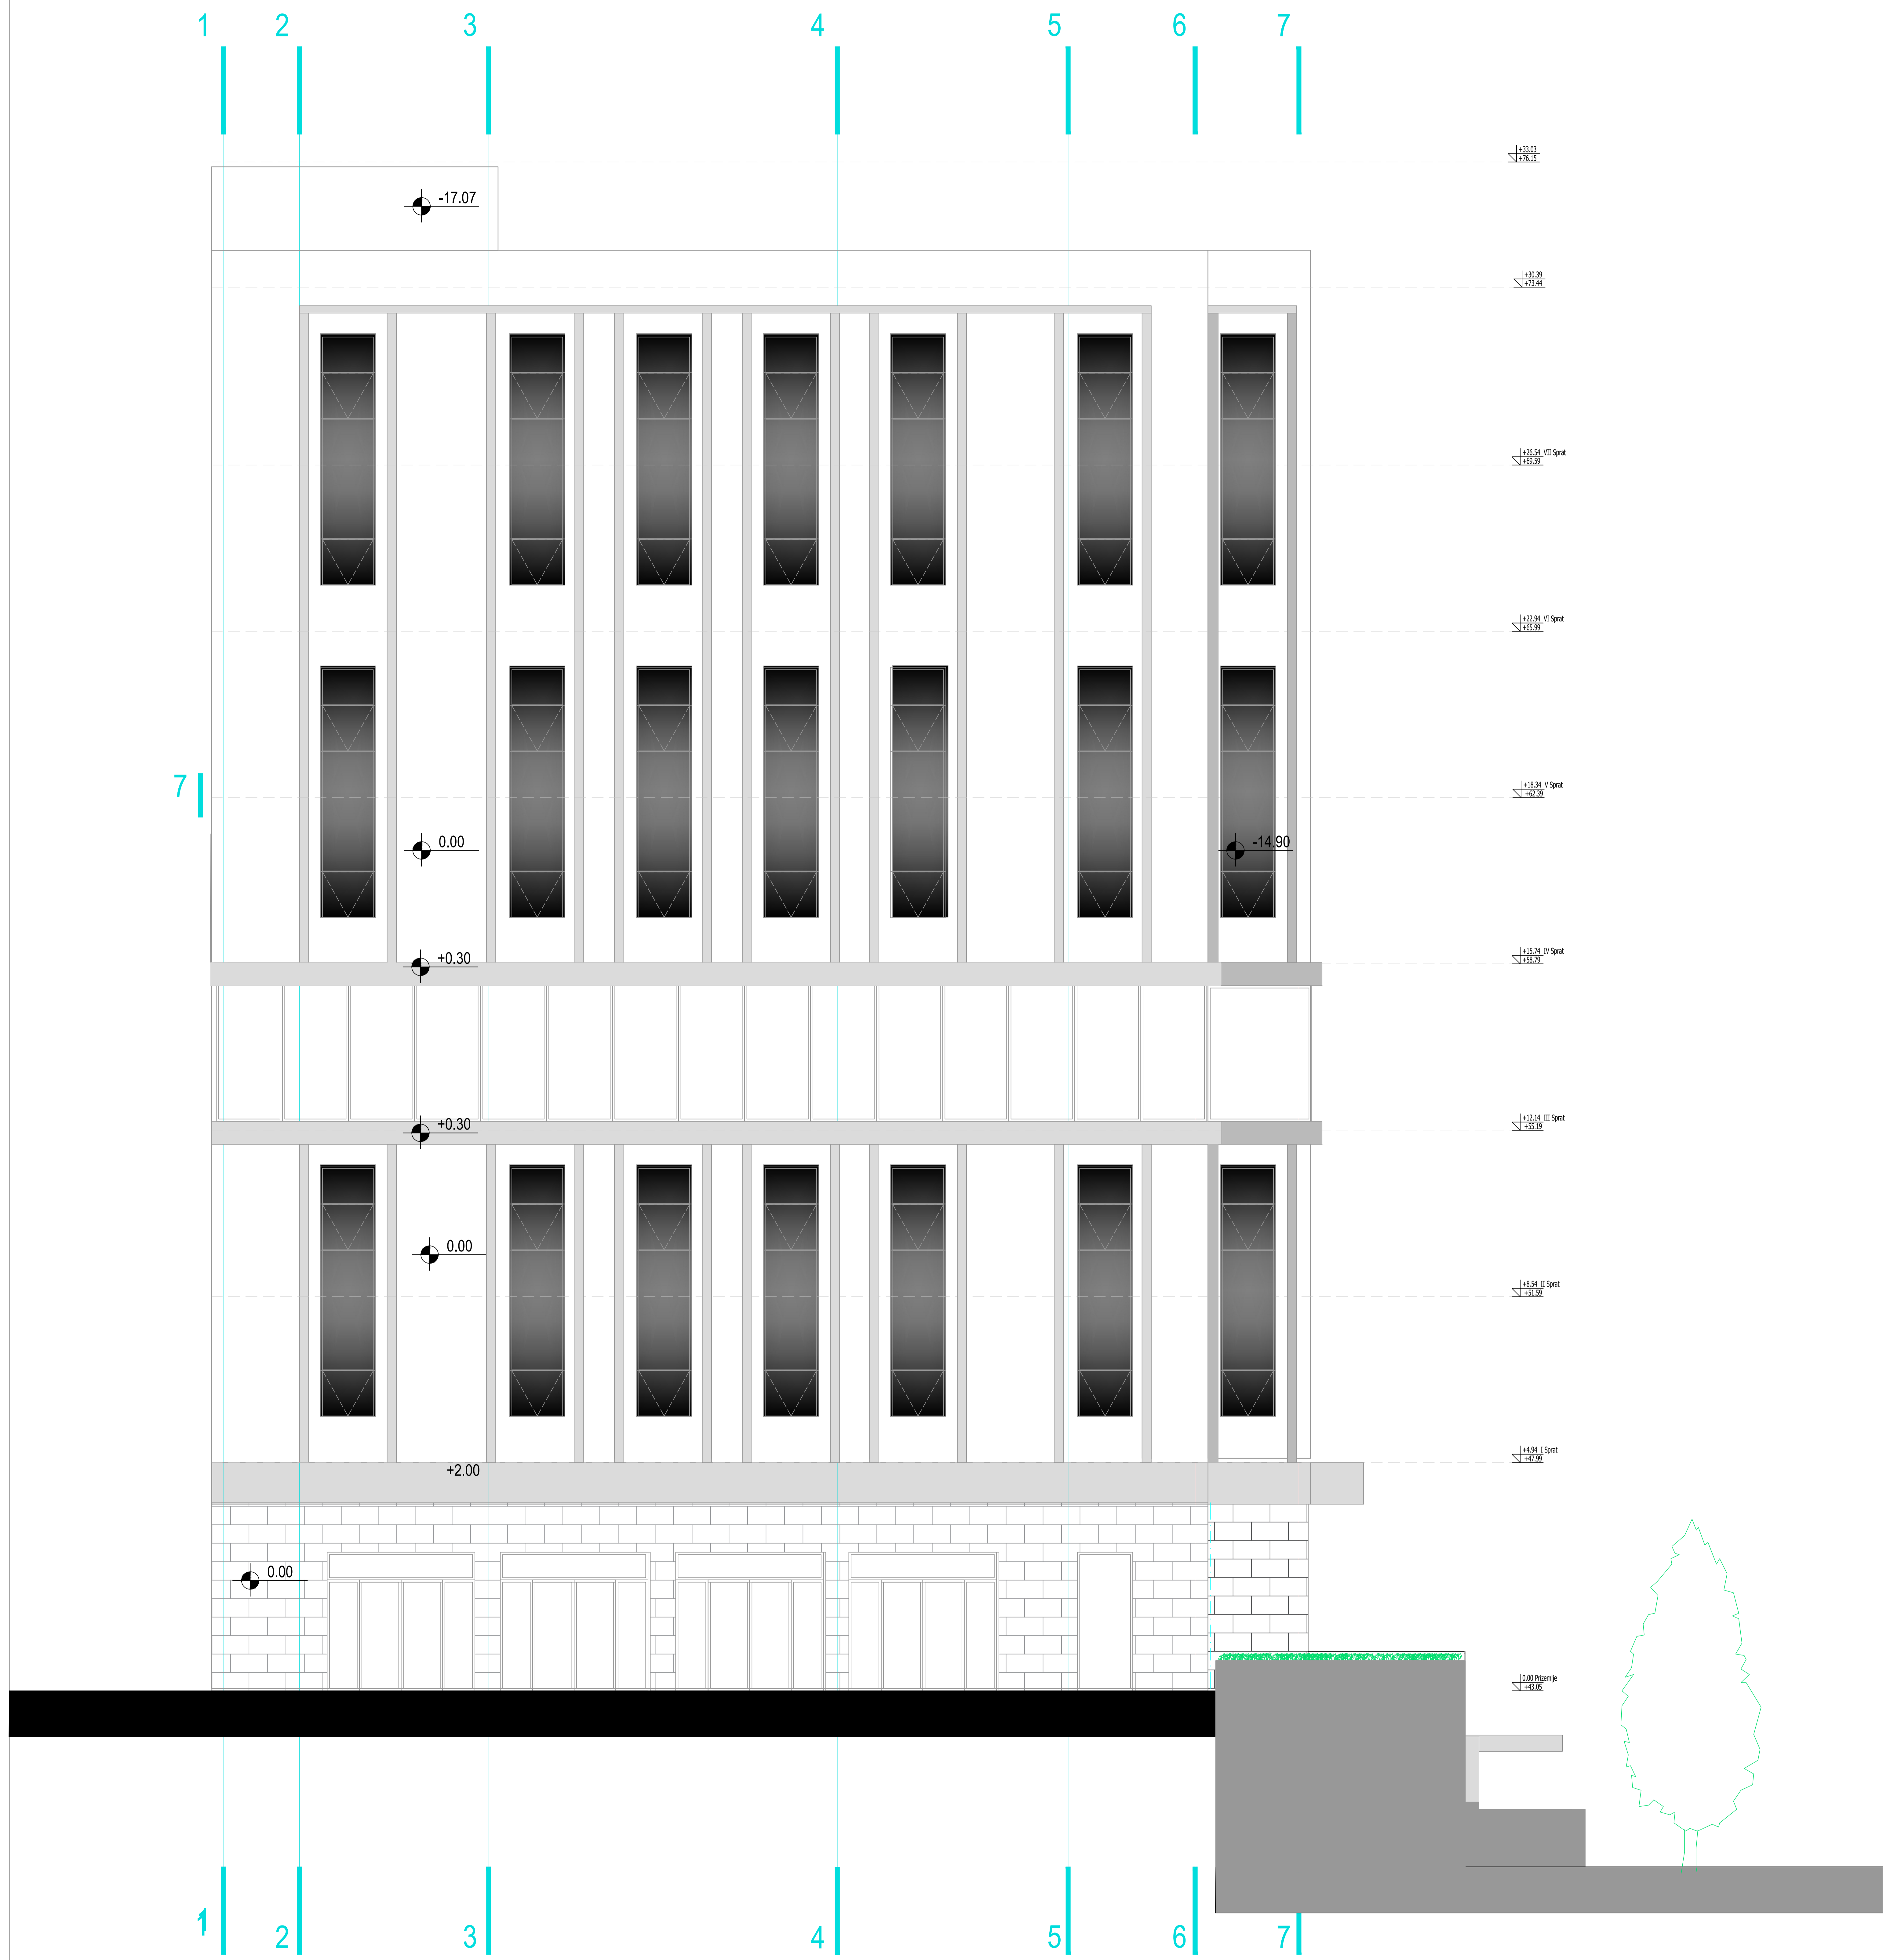 1 2 3 4 5 6 7
+33.03
+76.15
-17.07
+30.39
+73.44
+26.54 VII Sprat
+69.59
+22.94 VI Sprat
+65.99
7
+18.34 V Sprat
+62.39
0.00
-14.90
+15.74 IV Sprat
+58.79
+0.30
+12.14 III Sprat
+55.19
+0.30
0.00
+8.54 II Sprat
+51.59
+4.94 I Sprat
+47.99
+2.00
0.00
0.00 Prizemlje
+43.05
1 2 3 4 5 6 7